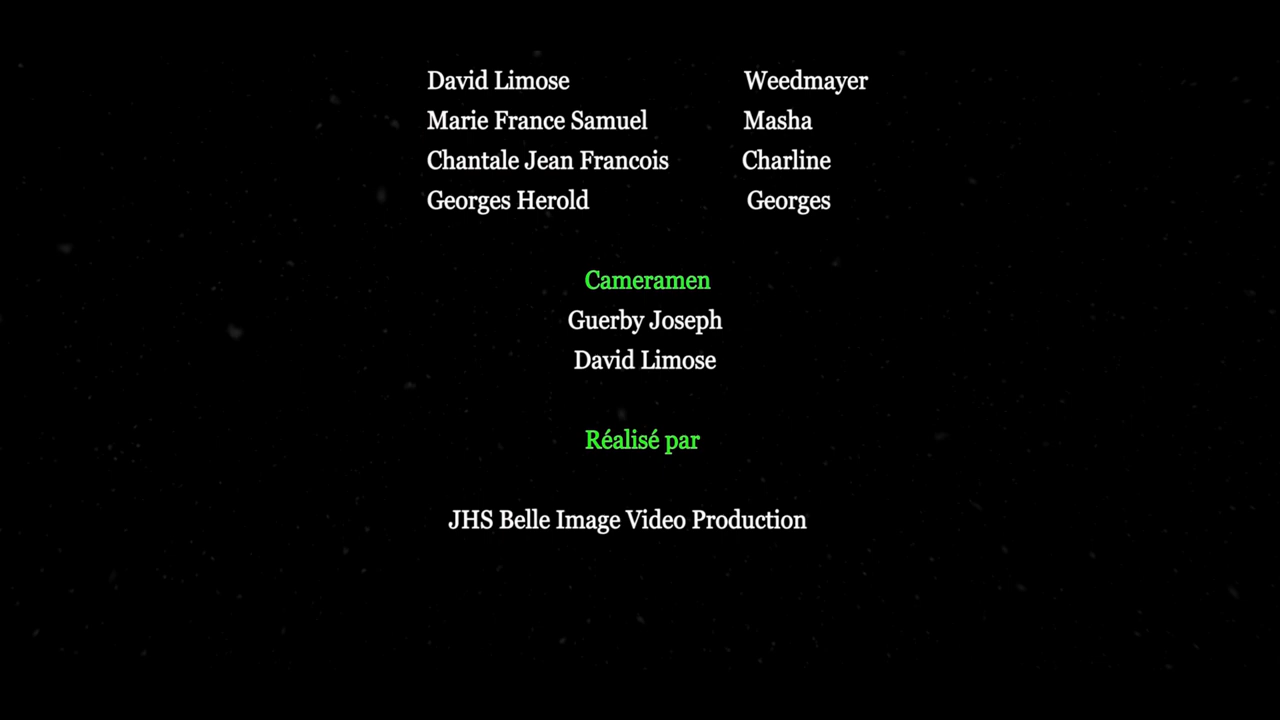 David Limose Weedmayer
Marie France Samuel Masha
Chantale Jean Francois Charline
Georges Herold Georges
Cameramen
Guerby Joseph
David Limose
Réalisé par
JHS Belle Image Video Production